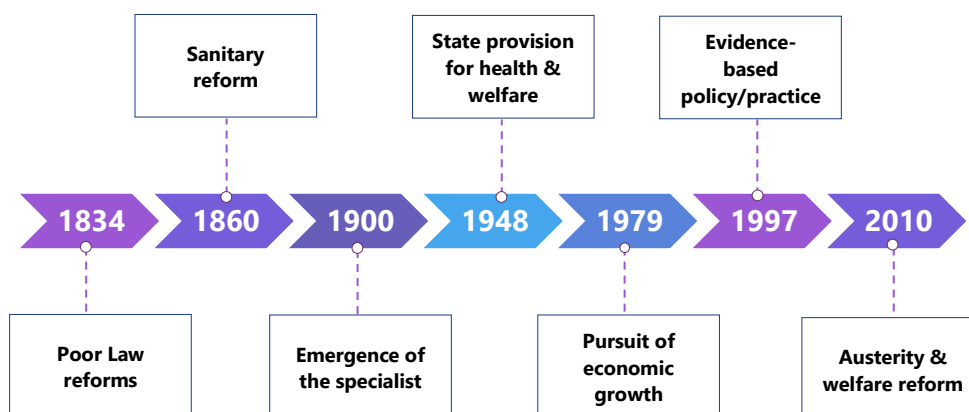 Sanitary
reform
State provision
for health &
welfare
Evidence-
based
policy/practice
1834
1860
1900
1948
1979
1997
2010
Poor Law
reforms
Emergence of
the specialist
Pursuit of
economic
growth
Austerity &
welfare reform